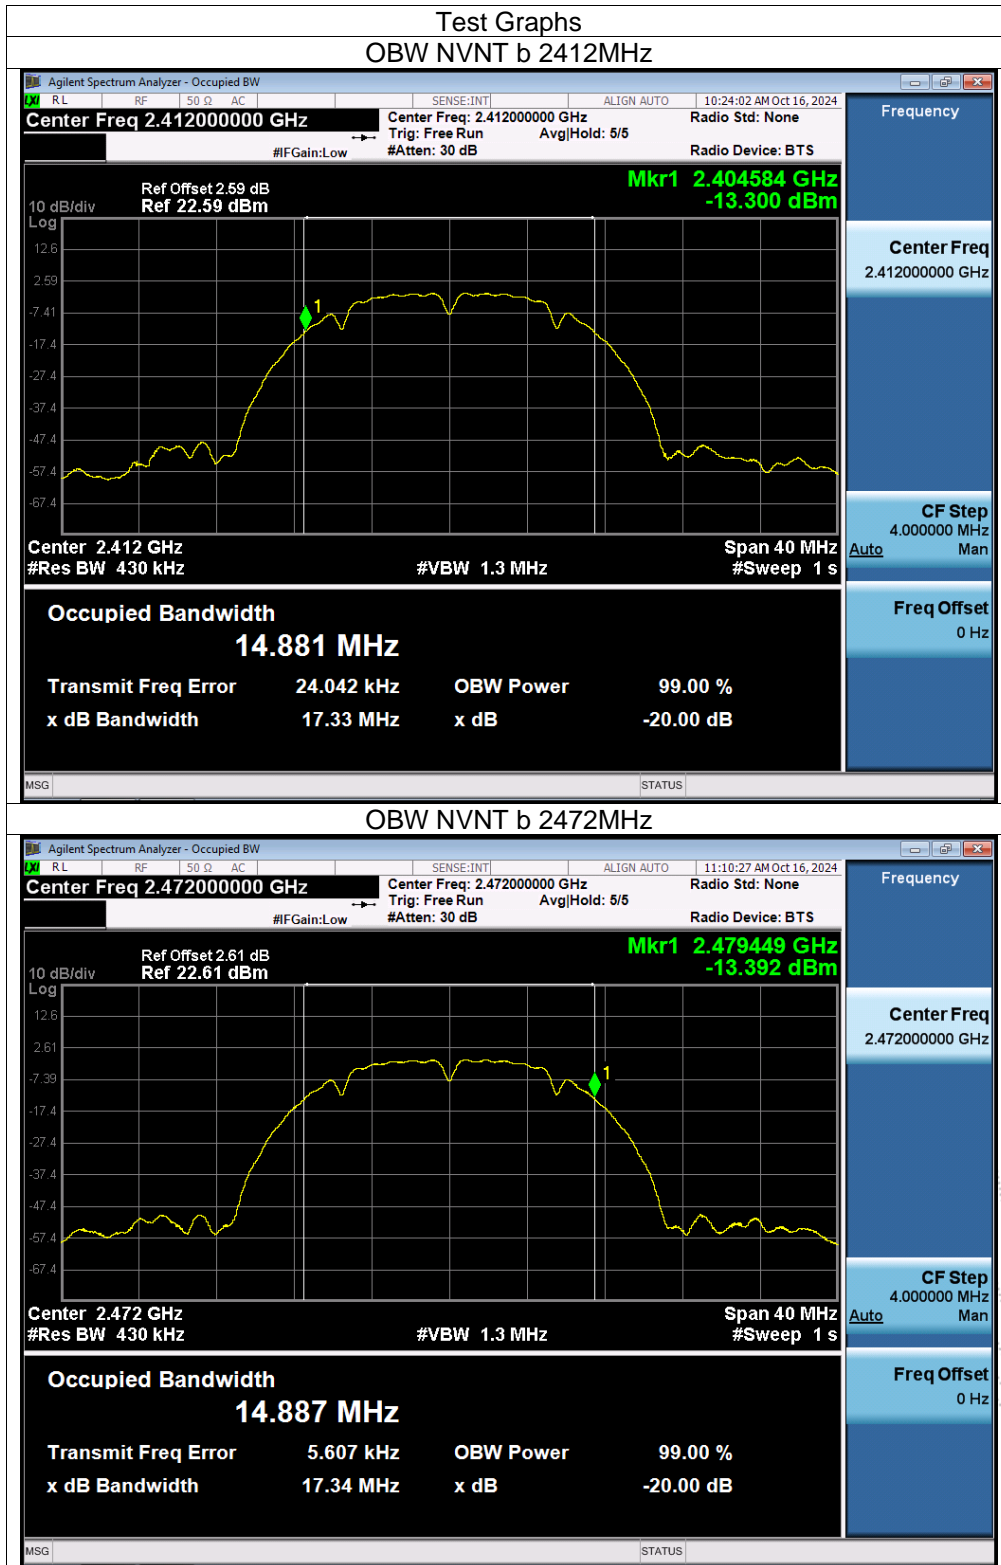 Test Graphs
OBW NVNT b 2412MHz
Agilent Spectrum Analyzer - Occupied BW
LXI RL RF 50 Ω AC SENSE:INT ALIGN AUTO 10:24:02 AM Oct 16, 2024
Center Freq 2.412000000 GHz Center Freq: 2.412000000 GHz Radio Std: None Frequency
Trig: Free Run Avg|Hold: 5/5
#IFGain:Low #Atten: 30 dB Radio Device: BTS
Mkr1 2.404584 GHz
Ref Offset 2.59 dB
10 dB/div Ref 22.59 dBm -13.300 dBm
Log
12.6
2.59
-7.41
-17.4
-27.4
-37.4
-47.4
-57.4
-67.4
1
Center Freq
2.412000000 GHz
CF Step
4.000000 MHz
Auto Man
Freq Offset
0 Hz
Center 2.412 GHz Span 40 MHz
#Res BW 430 kHz #VBW 1.3 MHz #Sweep 1 s
Occupied Bandwidth
14.881 MHz
Transmit Freq Error 24.042 kHz OBW Power 99.00 %
x dB Bandwidth 17.33 MHz x dB -20.00 dB
MSG STATUS
OBW NVNT b 2472MHz
Agilent Spectrum Analyzer - Occupied BW
LXI RL RF 50 Ω AC SENSE:INT ALIGN AUTO 11:10:27 AM Oct 16, 2024
Center Freq 2.472000000 GHz Center Freq: 2.472000000 GHz Radio Std: None Frequency
Trig: Free Run Avg|Hold: 5/5
#IFGain:Low #Atten: 30 dB Radio Device: BTS
Mkr1 2.479449 GHz
Ref Offset 2.61 dB
10 dB/div Ref 22.61 dBm -13.392 dBm
Log
12.6
2.61
-7.39
-17.4
-27.4
-37.4
-47.4
-57.4
-67.4
1
Center Freq
2.472000000 GHz
CF Step
4.000000 MHz
Auto Man
Freq Offset
0 Hz
Center 2.472 GHz Span 40 MHz
#Res BW 430 kHz #VBW 1.3 MHz #Sweep 1 s
Occupied Bandwidth
14.887 MHz
Transmit Freq Error 5.607 kHz OBW Power 99.00 %
x dB Bandwidth 17.34 MHz x dB -20.00 dB
MSG STATUS